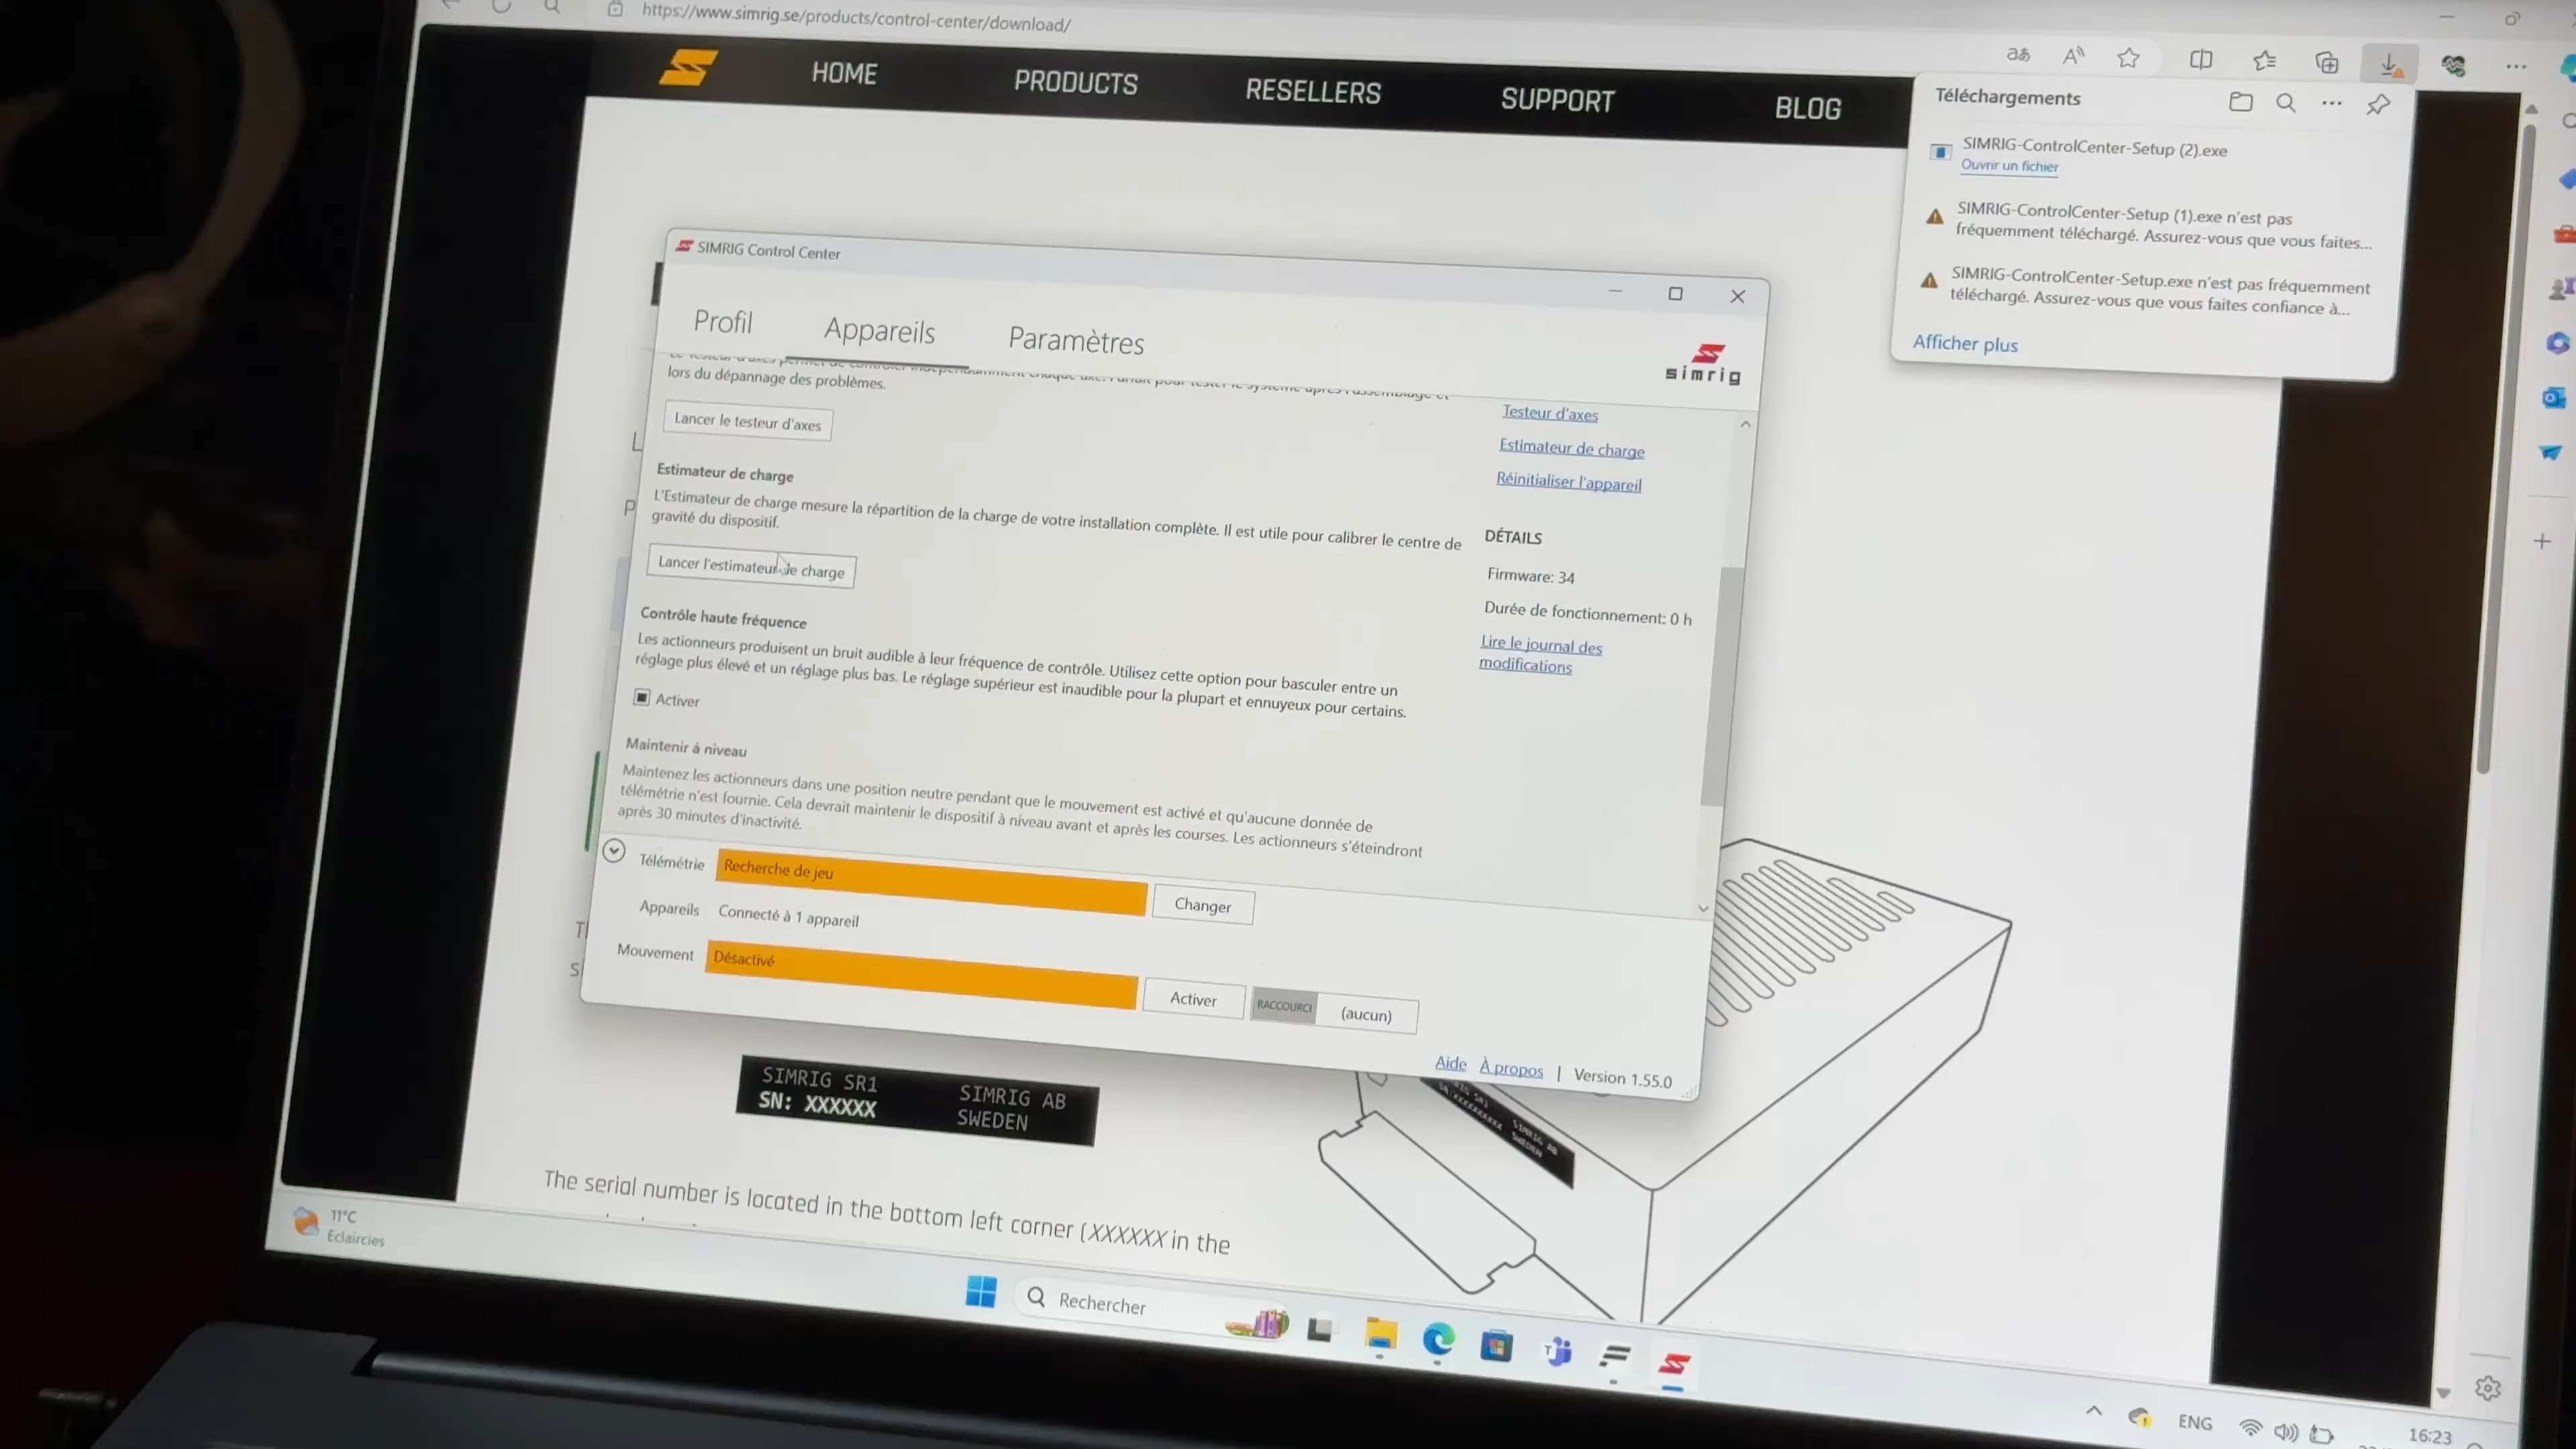 https://www.simrig.se/products/control-center/download/
HOME
PRODUCTS
RESELLERS
SUPPORT
BLOG
Téléchargements
SIMRIG-ControlCenter-Setup (2).exe
Ouvrir un fichier
SIMRIG-ControlCenter-Setup (1).exe n'est pas
fréquemment téléchargé. Assurez-vous que vous faites...
SIMRIG-ControlCenter-Setup.exe n'est pas fréquemment
téléchargé. Assurez-vous que vous faites confiance à...
Afficher plus
SIMRIG Control Center
Profil
Appareils
Paramètres
simrig
lors du dépannage des problèmes.
Lancer le testeur d'axes
Estimateur de charge
L'Estimateur de charge mesure la répartition de la charge de votre installation complète. Il est utile pour calibrer le centre de
gravité du dispositif.
Lancer l'estimateur de charge
Contrôle haute fréquence
Les actionneurs produisent un bruit audible à leur fréquence de contrôle. Utilisez cette option pour basculer entre un
réglage plus élevé et un réglage plus bas. Le réglage supérieur est inaudible pour la plupart et ennuyeux pour certains.
Activer
Maintenir à niveau
Maintenez les actionneurs dans une position neutre pendant que le mouvement est activé et qu'aucune donnée de
télémétrie n'est fournie. Cela devrait maintenir le dispositif à niveau avant et après les courses. Les actionneurs s'éteindront
après 30 minutes d'inactivité.
Testeur d'axes
Estimateur de charge
Réinitialiser l'appareil
DÉTAILS
Firmware: 34
Durée de fonctionnement: 0 h
Lire le journal des
modifications
Télémétrie
Recherche de jeu
Changer
Appareils
Connecté à 1 appareil
Mouvement
Désactivé
Activer
RACCOURCI
(aucun)
Aide
À propos
|
Version 1.55.0
SIMRIG SR1
SN: XXXXXX
SIMRIG AB
SWEDEN
The serial number is located in the bottom left corner (XXXXXX in the
11°C
Eclaircies
Rechercher
ENG
16:23